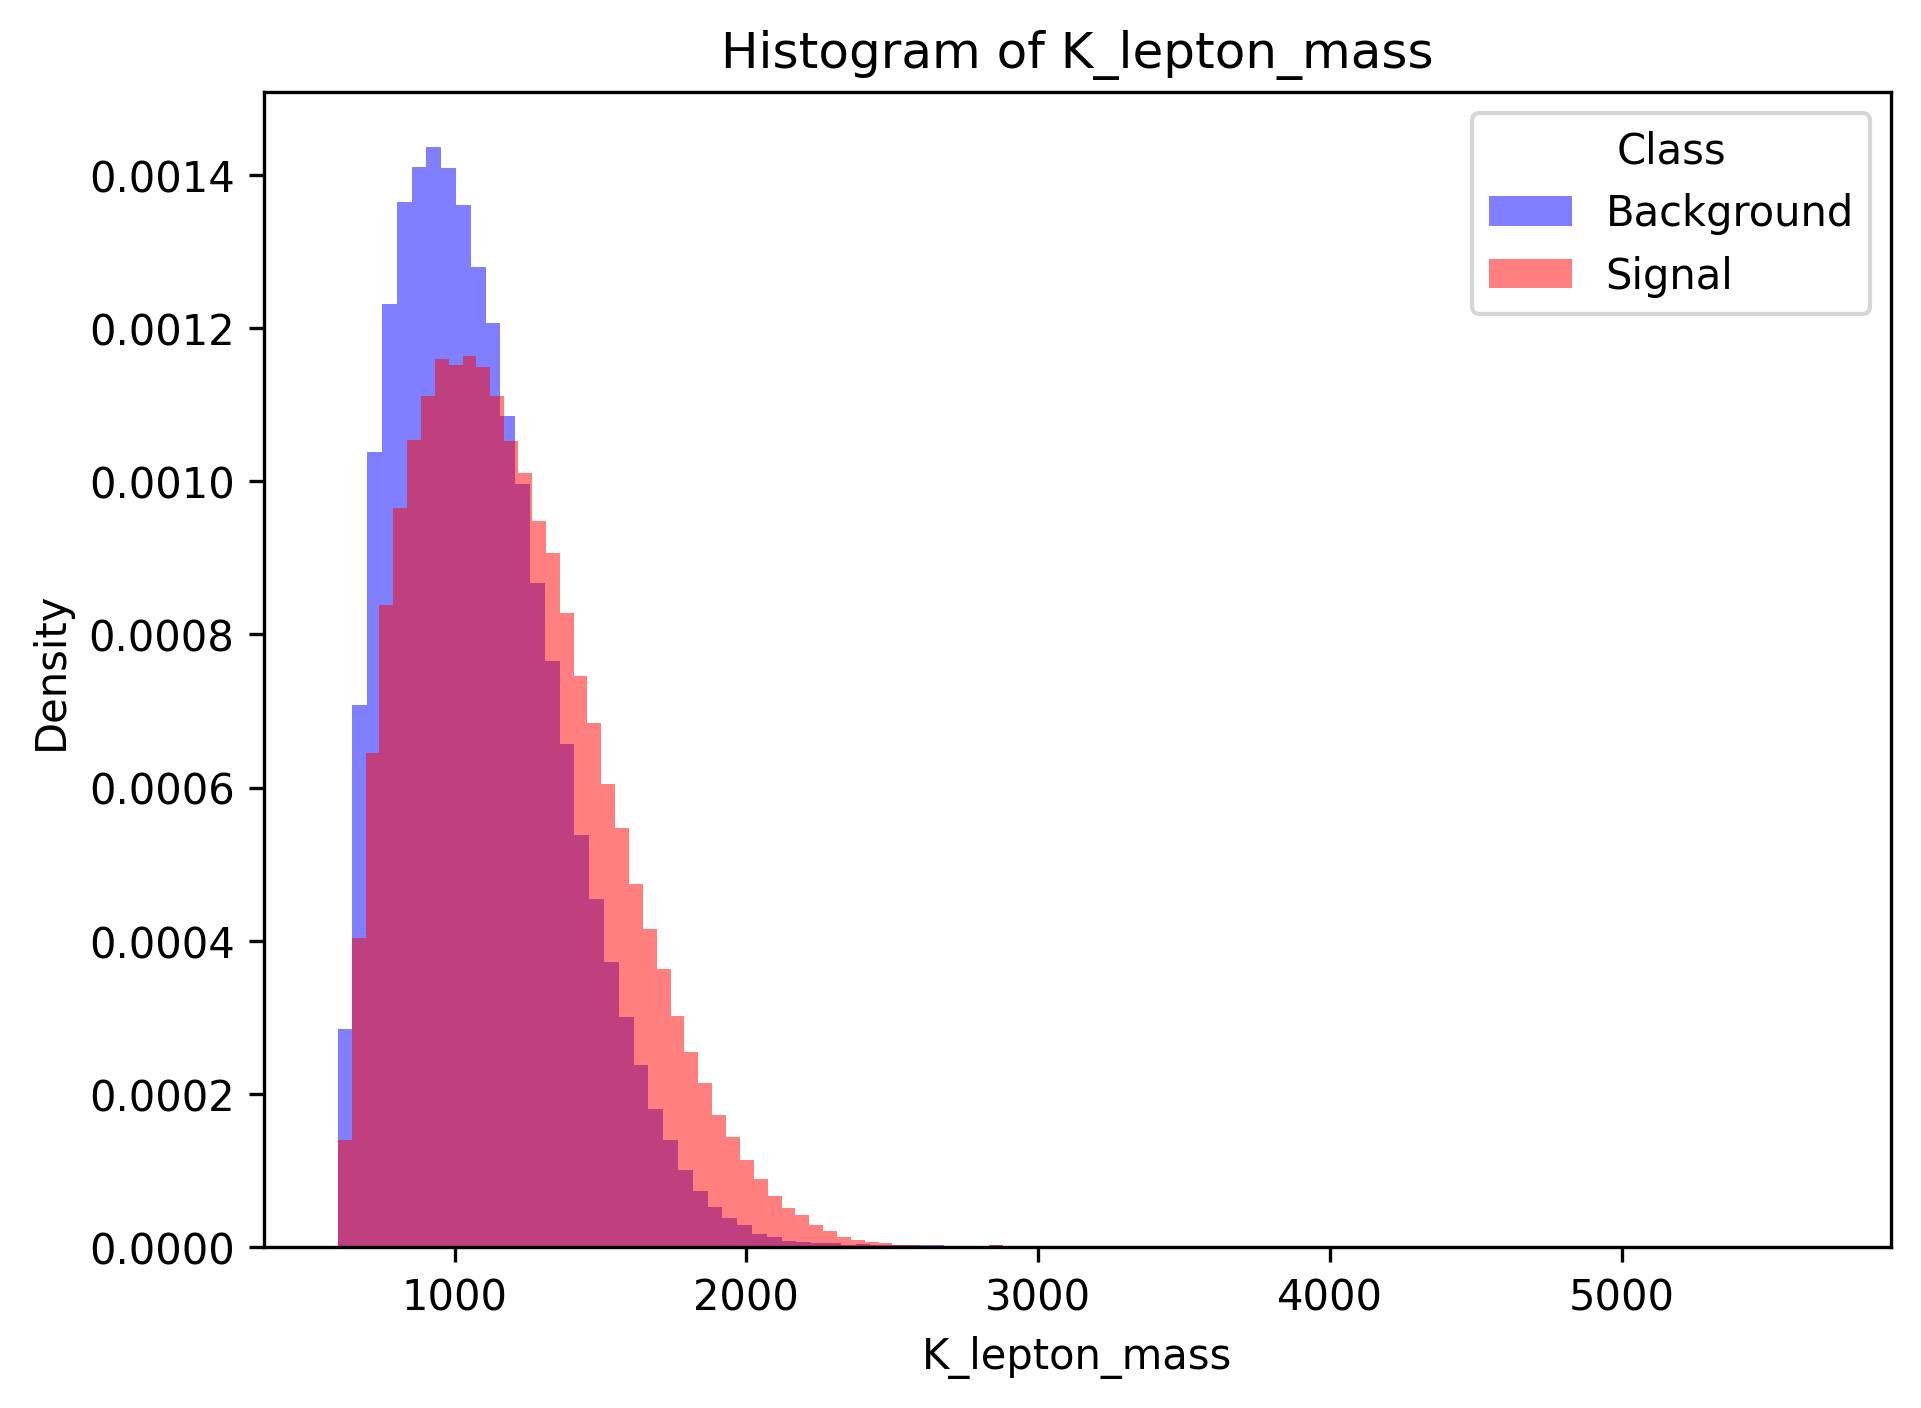 Histogram of K_lepton_mass
Class
Background
Signal
Density
0.0014
0.0012
0.0010
0.0008
0.0006
0.0004
0.0002
0.0000
1000 2000 3000 4000 5000
K_lepton_mass